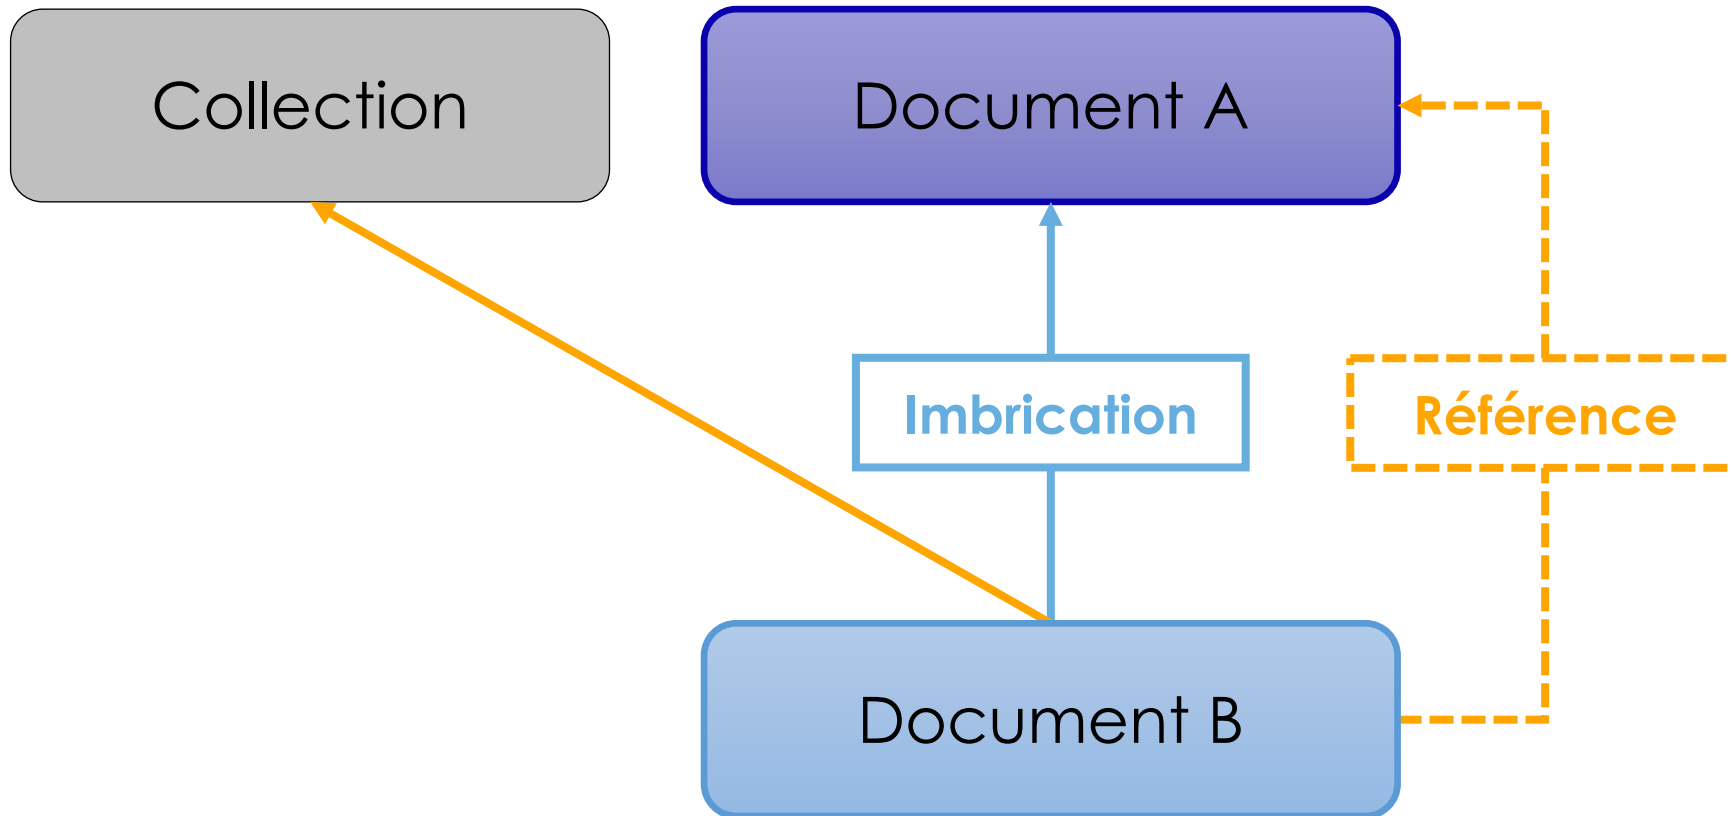 Collection
Document A
Imbrication
Référence
Document B